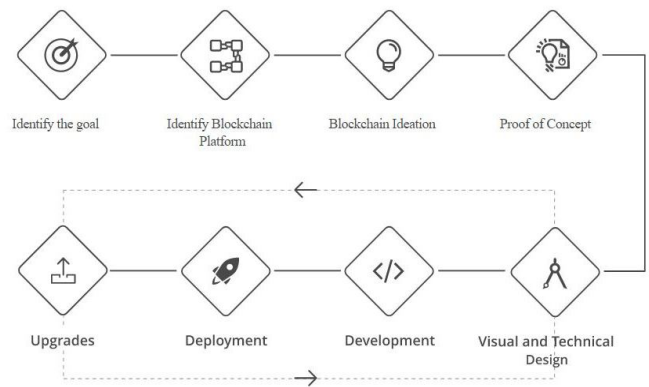 Identify the goal
Identify Blockchain
Platform
Blockchain Ideation
Proof of Concept
Upgrades
Deployment
</>
Development
Visual and Technical
Design